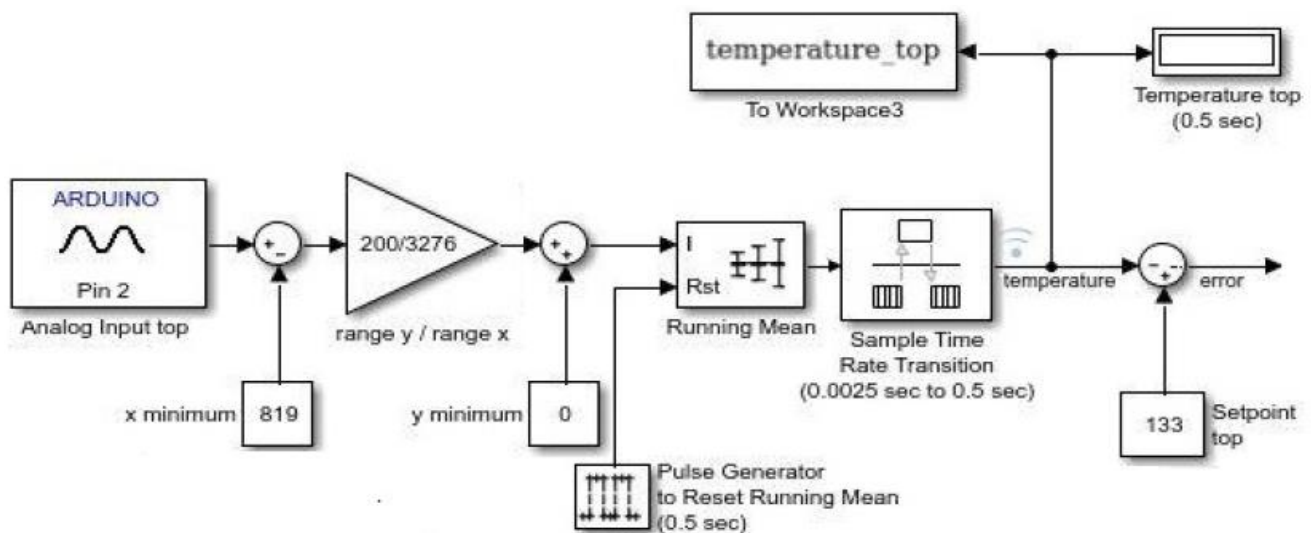 temperature_top
To Workspace3
Temperature top
(0.5 sec)
ARDUINO
Pin 2
Analog Input top
+
-
200/3276
range y / range x
+
+
I
Rst
Running Mean
Sample Time
Rate Transition
(0.0025 sec to 0.5 sec)
temperature
-
+
error
x minimum
819
y minimum
0
133
Setpoint
top
Pulse Generator
to Reset Running Mean
(0.5 sec)